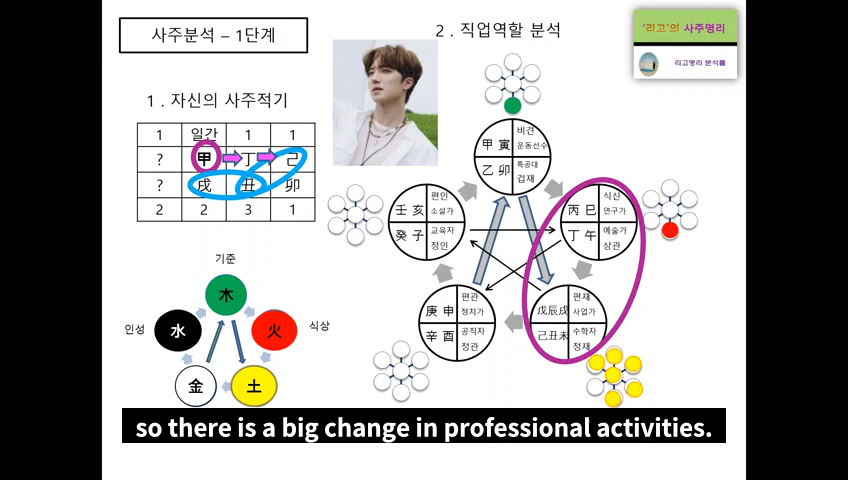 사주분석 – 1단계
2 . 직업역할 분석
'리고'의 사주명리
리고명리 분석틀
1 . 자신의 사주적기
1 일간 1 1
? 甲 丁 己
? 戌 丑 卯
2 2 3 1
甲 寅
乙 卯
비견
운동선수
특공대
겁재
壬 亥
癸 子
편인
소설가
교육자
정인
丙 巳
丁 午
식신
연구가
예술가
상관
庚 申
辛 酉
편관
정치가
공직자
정관
戊辰戌
己丑未
편재
사업가
수학자
정재
기준
木
인성
水
火
식상
金
土
so there is a big change in professional activities.